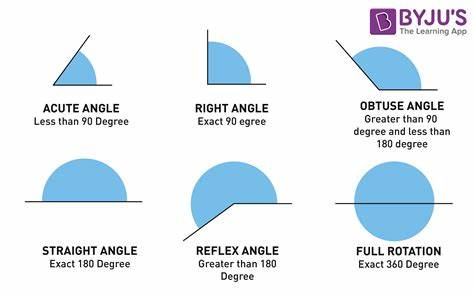 BYJU'S
The Learning App
ACUTE ANGLE
Less than 90 Degree
RIGHT ANGLE
Exact 90 egree
OBTUSE ANGLE
Greater than 90
degree and less than
180 degree
STRAIGHT ANGLE
Exact 180 Degree
REFLEX ANGLE
Greater than 180
Degree
FULL ROTATION
Exact 360 Degree